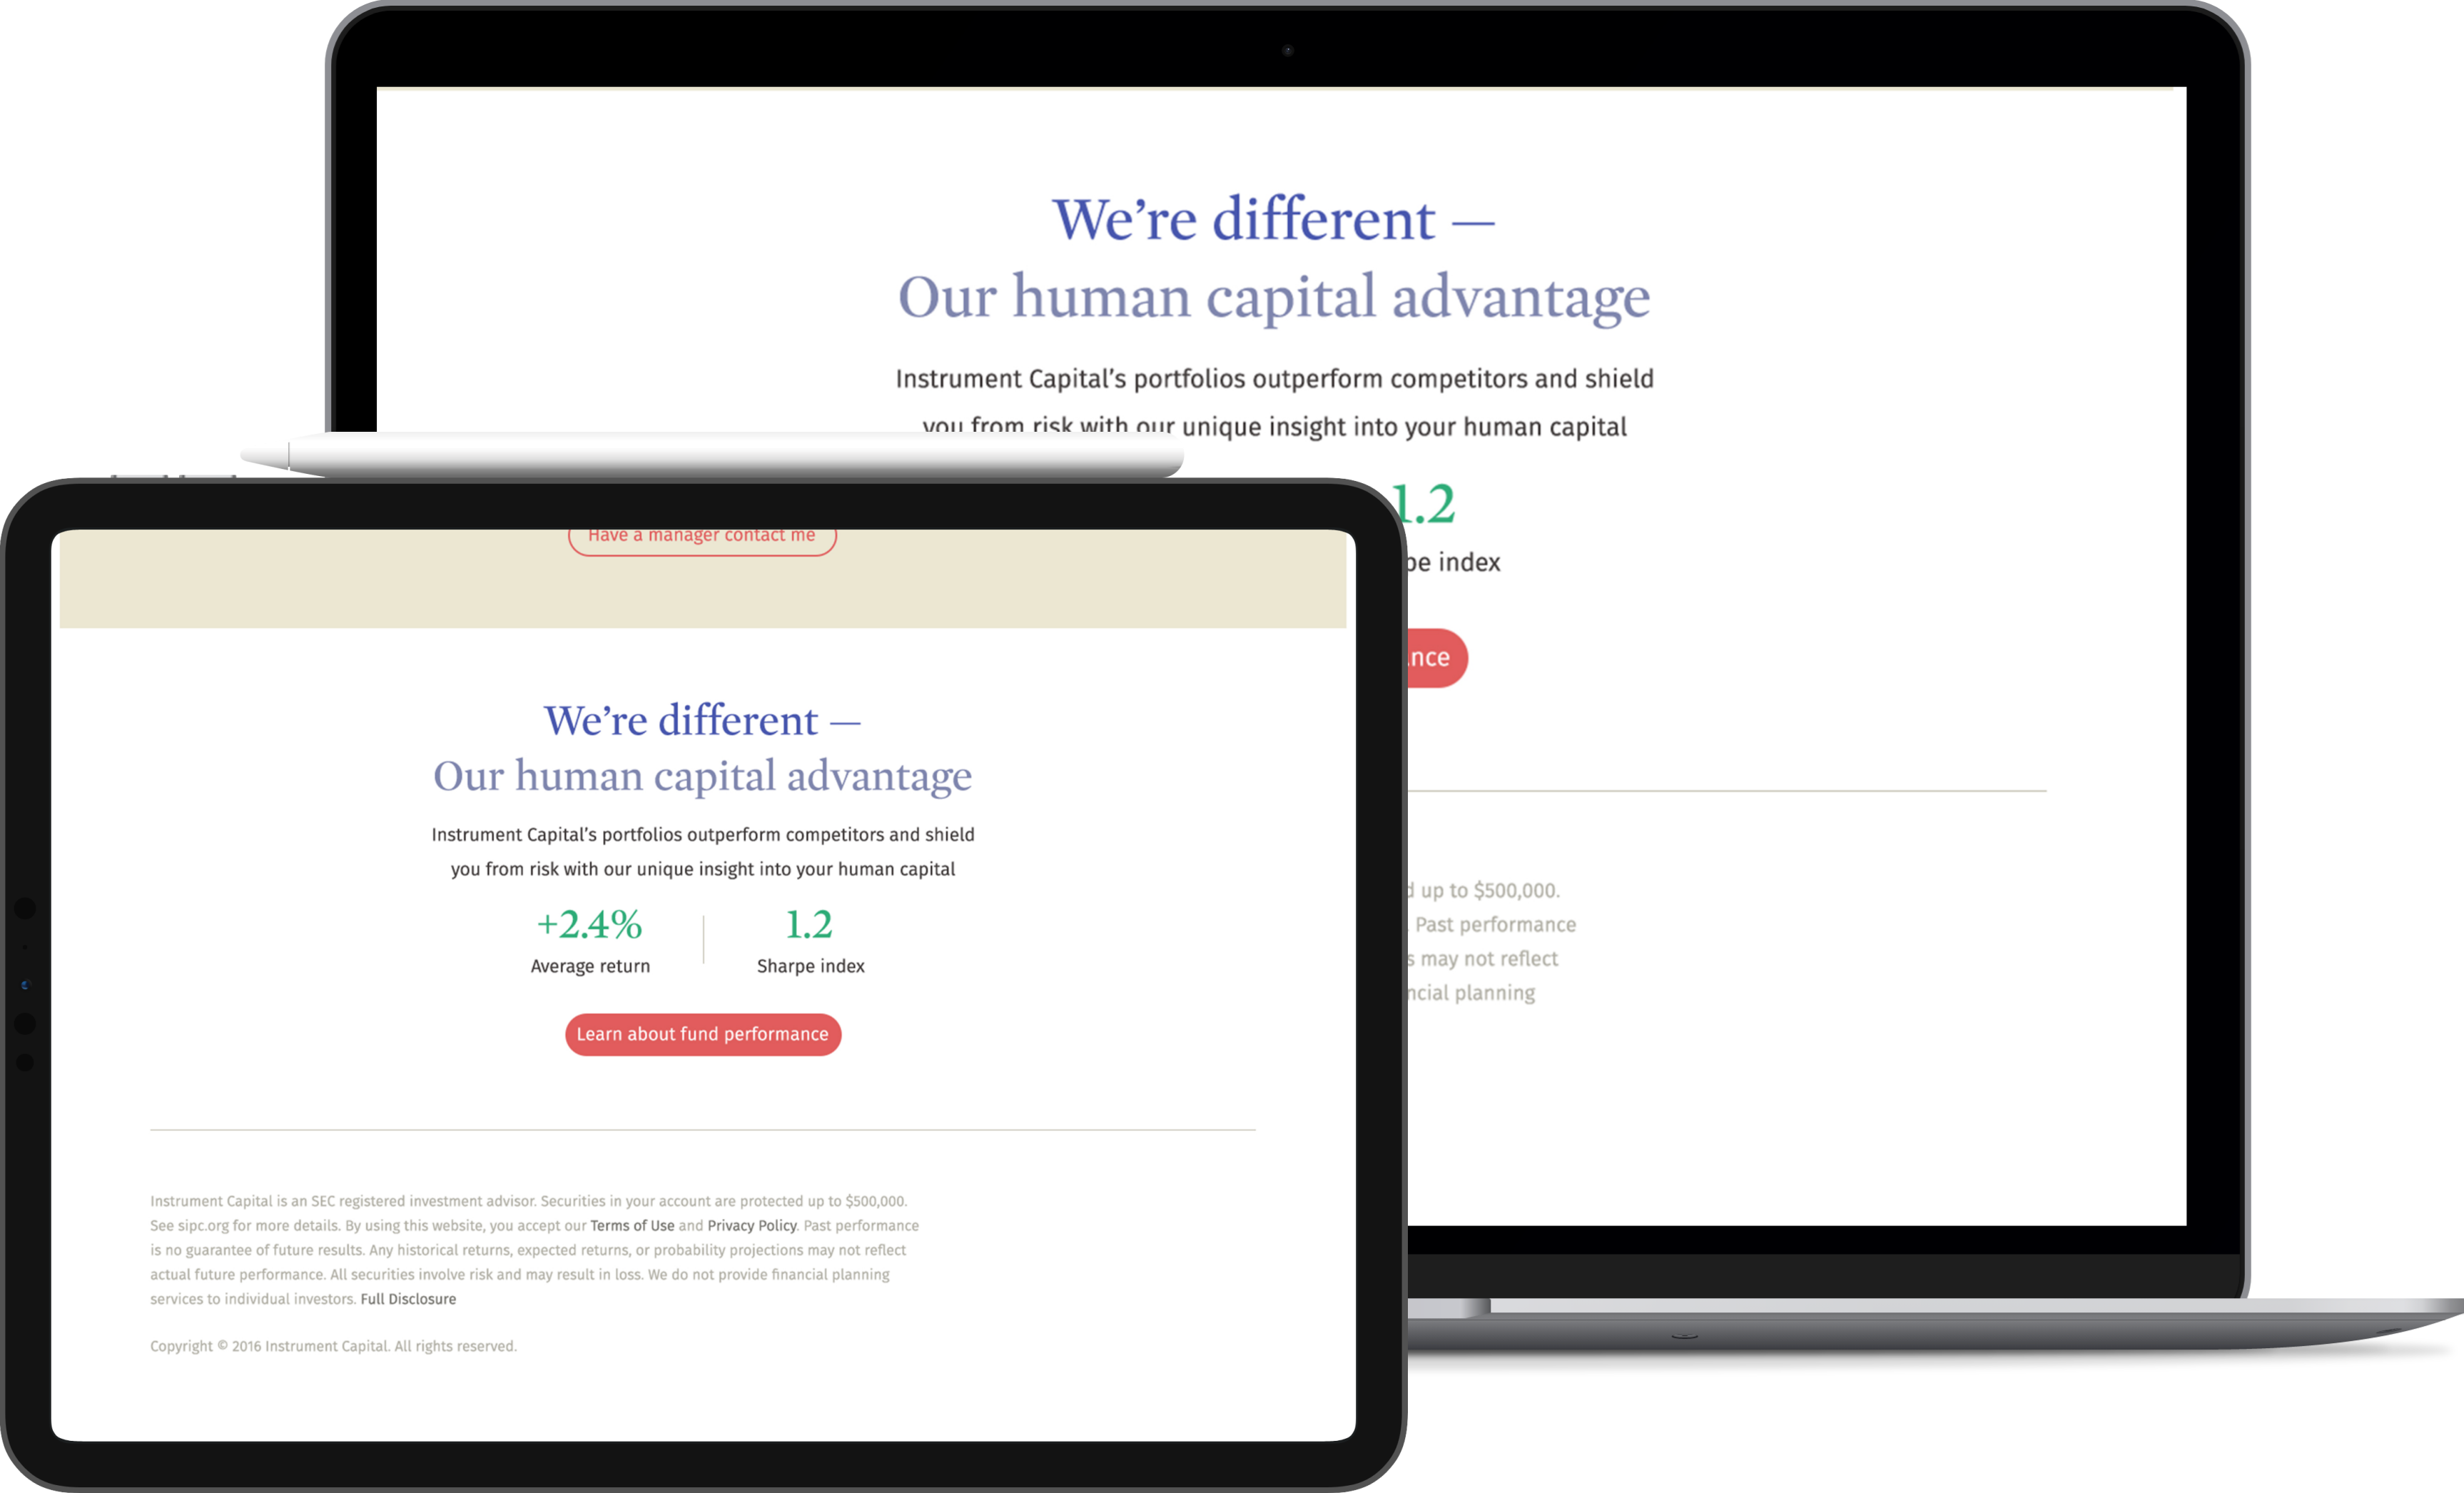 We're different —
Our human capital advantage
Instrument Capital's portfolios outperform competitors and shield
you from risk with our unique insight into your human capital
1.2
index
up to $500,000.
Past performance
may not reflect
planning
Have a manager contact me
We're different —
Our human capital advantage
Instrument Capital's portfolios outperform competitors and shield
you from risk with our unique insight into your human capital
+2.4%
Average return
1.2
Sharpe index
Learn about fund performance
Instrument Capital is an SEC registered investment advisor. Securities in your account are protected up to $500,000.
See sipc.org for more details. By using this website, you accept our Terms of Use and Privacy Policy. Past performance
is no guarantee of future results. Any historical returns, expected returns, or probability projections may not reflect
actual future performance. All securities involve risk and may result in loss. We do not provide financial planning
services to individual investors. Full Disclosure
Copyright © 2016 Instrument Capital. All rights reserved.